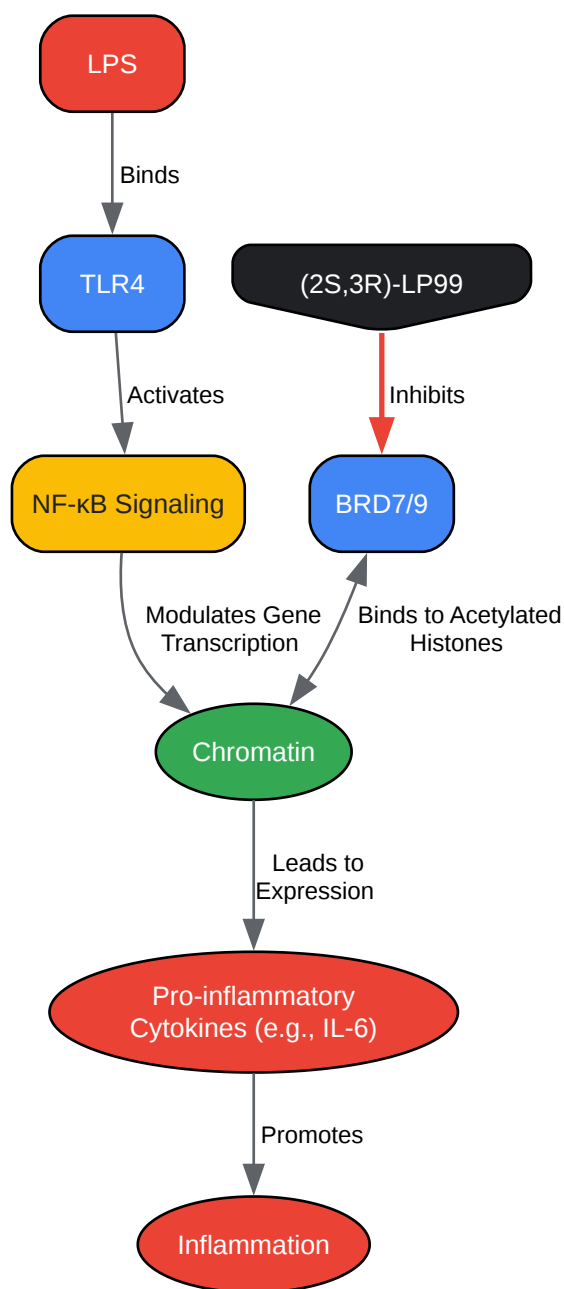 LPS
Binds
TLR4
(2S,3R)-LP99
Activates
Inhibits
NF-κB Signaling
BRD7/9
Modulates Gene
Transcription
Binds to Acetylated
Histones
Chromatin
Leads to
Expression
Pro-inflammatory
Cytokines (e.g., IL-6)
Promotes
Inflammation